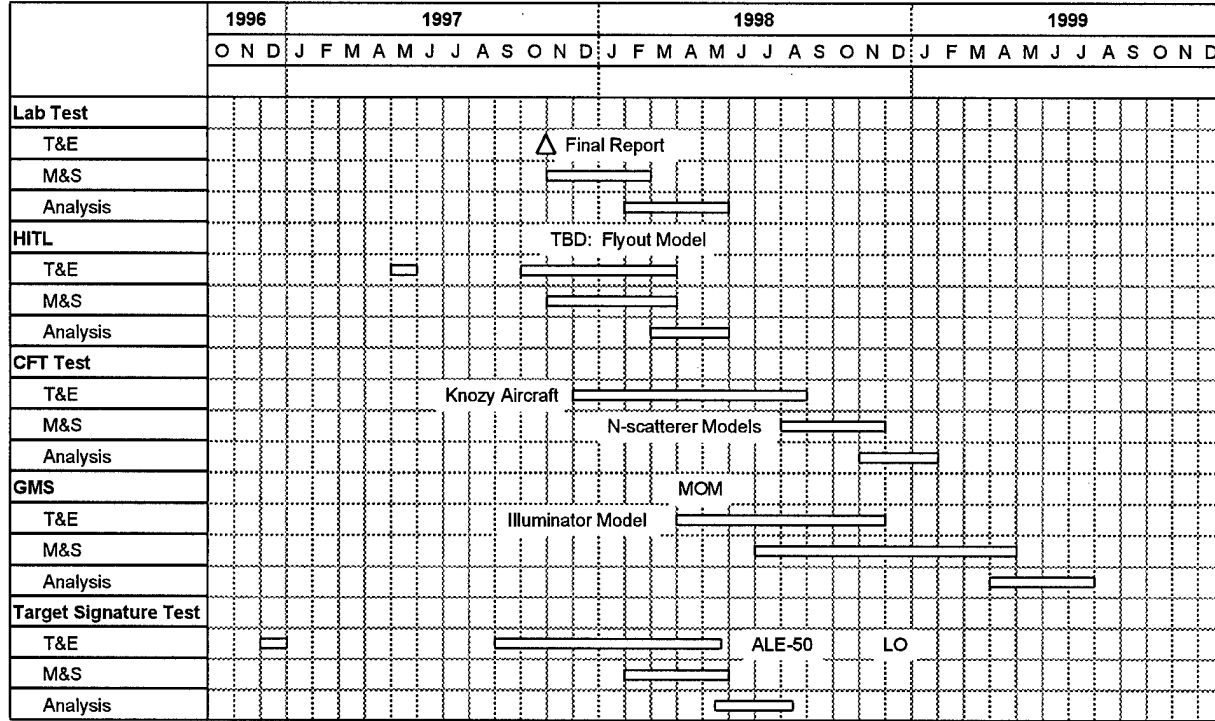 1996 1997 1998 1999
O N D J F M A M J J A S O N D J F M A M J J A S O N D J F M A M J J A S O N D
Lab Test
T&E Final Report
M&S
Analysis
HITL TBD: Flyout Model
T&E
M&S
Analysis
CFT Test
T&E Knozy Aircraft
M&S N-scatterer Models
Analysis
GMS MOM
T&E Illuminator Model
M&S
Analysis
Target Signature Test
T&E ALE-50 LO
M&S
Analysis